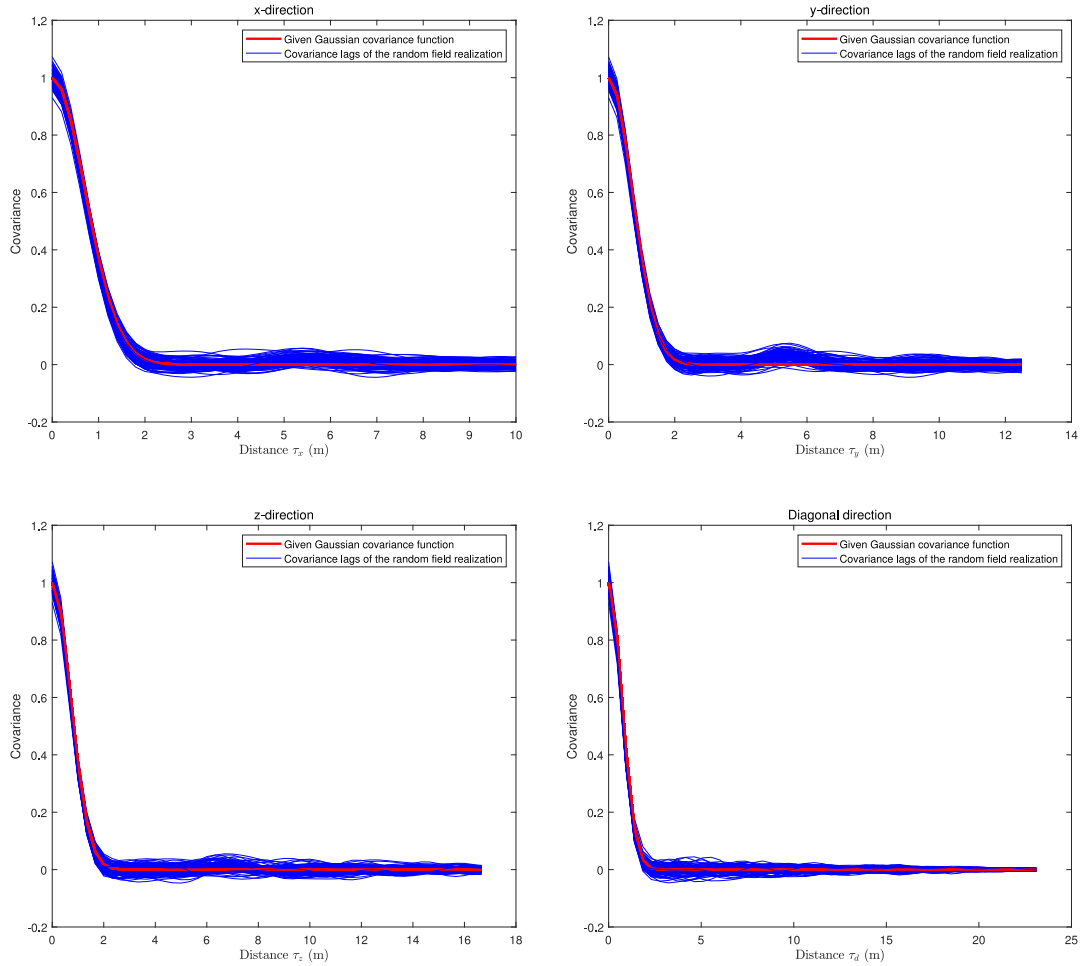 x-direction
Given Gaussian covariance function
Covariance lags of the random field realization
Covariance
1.2
1
0.8
0.6
0.4
0.2
0
-0.2
0 1 2 3 4 5 6 7 8 9 10
Distance τx (m)
y-direction
Given Gaussian covariance function
Covariance lags of the random field realization
Covariance
1.2
1
0.8
0.6
0.4
0.2
0
-0.2
0 2 4 6 8 10 12 14
Distance τy (m)
z-direction
Given Gaussian covariance function
Covariance lags of the random field realization
Covariance
1.2
1
0.8
0.6
0.4
0.2
0
-0.2
0 2 4 6 8 10 12 14 16 18
Distance τz (m)
Diagonal direction
Given Gaussian covariance function
Covariance lags of the random field realization
Covariance
1.2
1
0.8
0.6
0.4
0.2
0
-0.2
0 5 10 15 20 25
Distance τd (m)